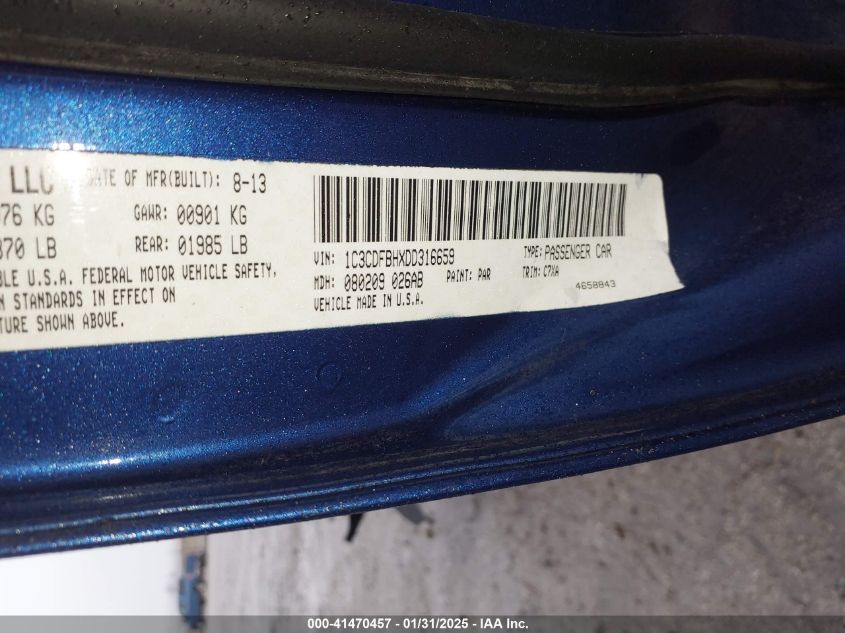 LLC DATE OF MFR(BUILT): 8-13
76 KG GAWR: 00901 KG
870 LB REAR: 01985 LB
BLE U.S.A. FEDERAL MOTOR VEHICLE SAFETY,
N STANDARDS IN EFFECT ON
TURE SHOWN ABOVE.
VIN: 1C3CDFBHXDD316659 TYPE: PASSENGER CAR
MDH: 080209 026AB PAINT: PAR TRIM: C7XA
VEHICLE MADE IN U.S.A. 4658843
000-41470457 - 01/31/2025 - IAA Inc.